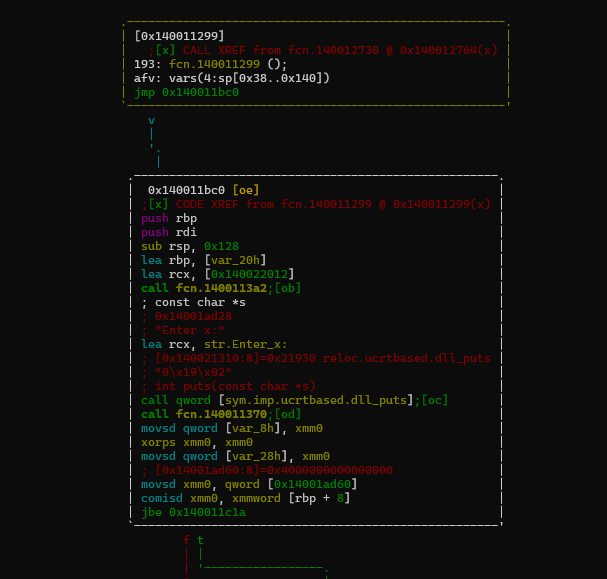 [0x140011299]
;[x] CALL XREF from fcn.140012730 @ 0x140012764(x)
193: fcn.140011299 ();
afv: vars(4:sp[0x38..0x140])
jmp 0x140011bc0
v
0x140011bc0 [oe]
;[x] CODE XREF from fcn.140011299 @ 0x140011299(x)
push rbp
push rdi
sub rsp, 0x128
lea rbp, [var_20h]
lea rcx, [0x140022012]
call fcn.1400113a2;[ob]
; const char *s
; 0x14001ad28
; "Enter x:"
lea rcx, str.Enter_x:
; [0x140021310:8]=0x21930 reloc.ucrtbased.dll_puts
; "0\x19\x02"
; int puts(const char *s)
call qword [sym.imp.ucrtbased.dll_puts];[oc]
call fcn.140011370;[od]
movsd qword [var_8h], xmm0
xorps xmm0, xmm0
movsd qword [var_28h], xmm0
; [0x14001ad60:8]=0x4000000000000000
movsd xmm0, qword [0x14001ad60]
comisd xmm0, xmmword [rbp + 8]
jbe 0x140011c1a
f t